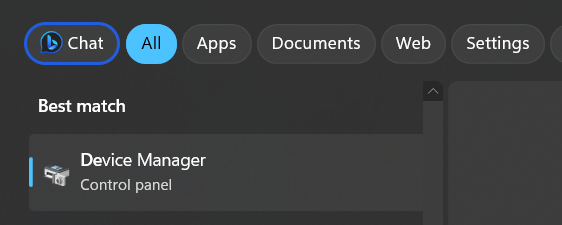 Chat All Apps Documents Web Settings
Best match
Device Manager
Control panel